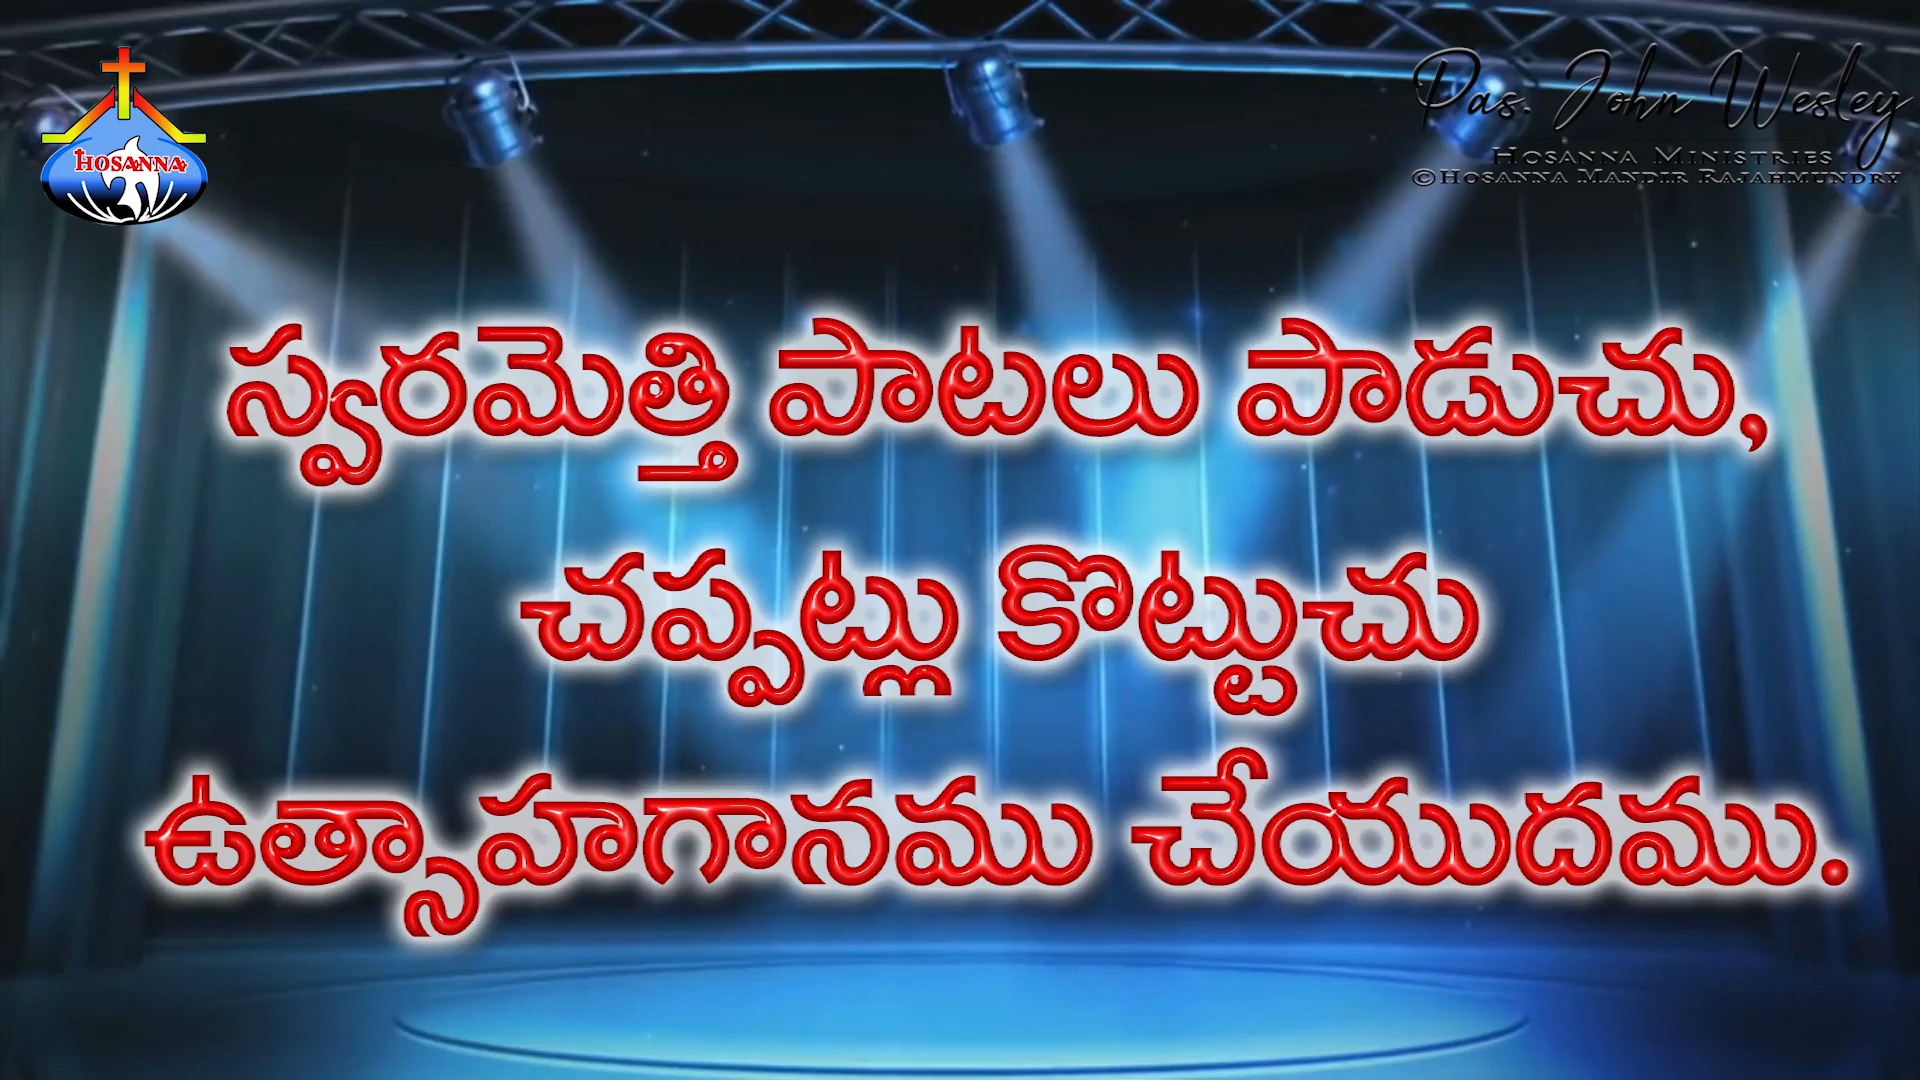 HOSANNA
Pas. John Wesley
HOSANNA MINISTRIES
©HOSANNA MANDIR RAJAHMUNDRY
స్వరమెత్తి పాటలు పాడుచు,
చప్పట్లు కొట్టుచు
ఉత్సాహగానము చేయుదము.